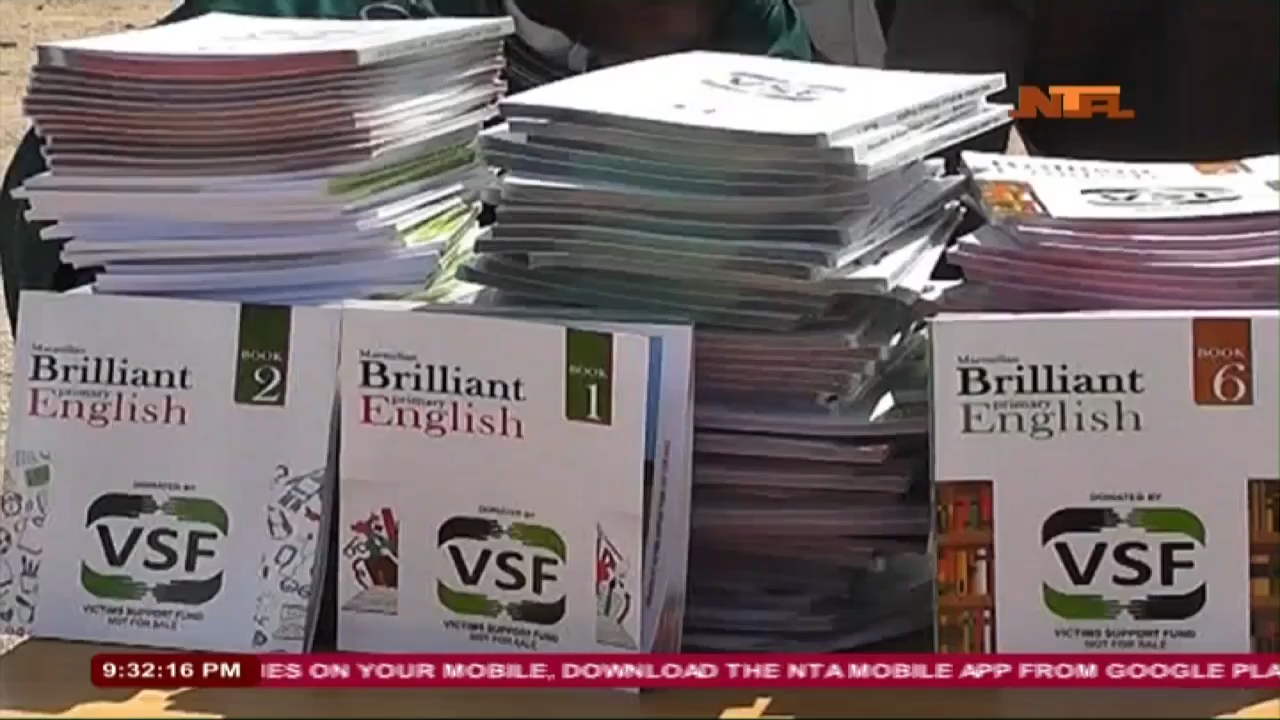 Macmillan
Brilliant
primary
English
BOOK
2
DONATED BY
VSF
VICTIMS SUPPORT FUND
NOT FOR SALE
Macmillan
Brilliant
primary
English
BOOK
1
DONATED BY
VSF
VICTIMS SUPPORT FUND
NOT FOR SALE
Macmillan
Brilliant
primary
English
BOOK
6
DONATED BY
VSF
VICTIMS SUPPORT FUND
NOT FOR SALE
VSF
VSF
9:32:16 PM
IES ON YOUR MOBILE, DOWNLOAD THE NTA MOBILE APP FROM GOOGLE PLA